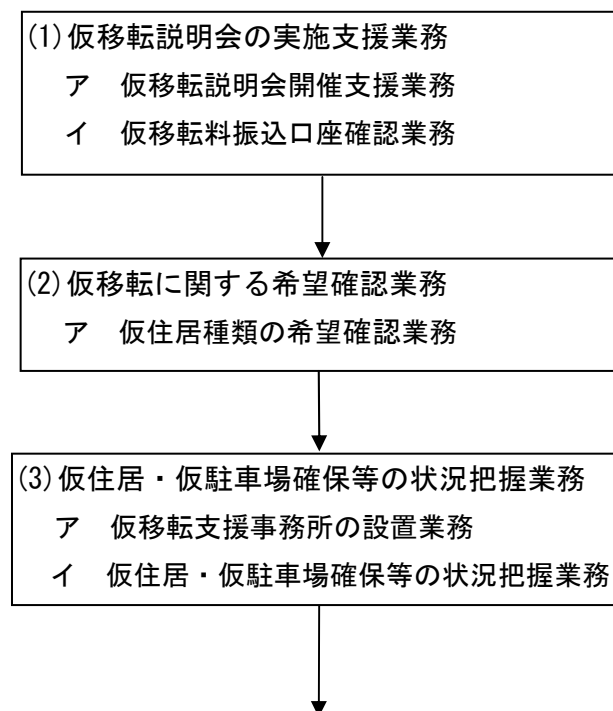 (1)仮移転説明会の実施支援業務
ア　仮移転説明会開催支援業務
イ　仮移転料振込口座確認業務
(2)仮移転に関する希望確認業務
ア　仮住居種類の希望確認業務
(3)仮住居・仮駐車場確保等の状況把握業務
ア　仮移転支援事務所の設置業務
イ　仮住居・仮駐車場確保等の状況把握業務